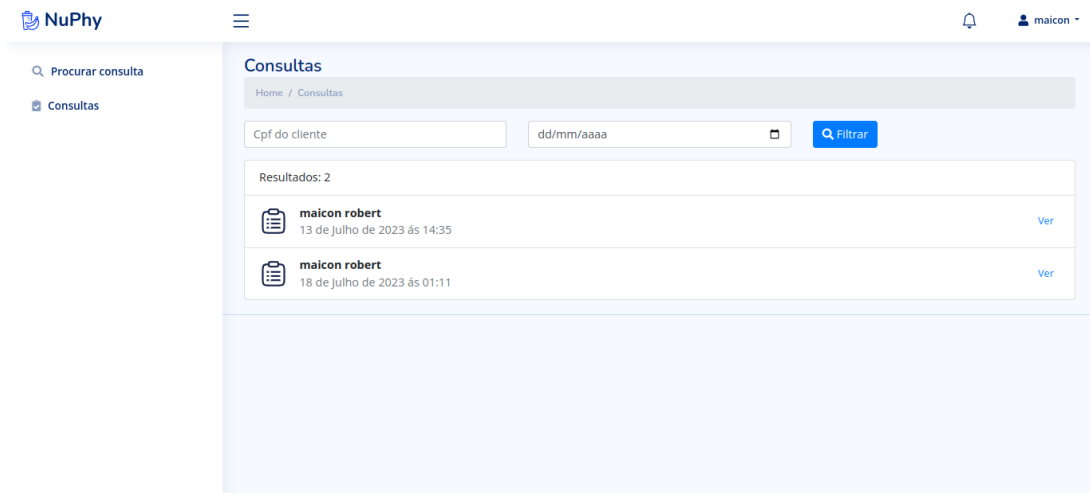 NuPhy
maicon
Procurar consulta
Consultas
Consultas
Home / Consultas
Cpf do cliente
dd/mm/aaaa
Filtrar
Resultados: 2
maicon robert
13 de Julho de 2023 ás 14:35
Ver
maicon robert
18 de Julho de 2023 ás 01:11
Ver